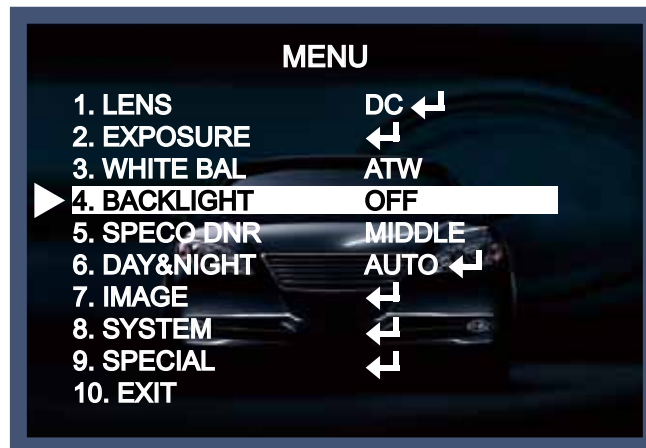 MENU
1. LENS DC ↵
2. EXPOSURE ↵
3. WHITE BAL ATW
4. BACKLIGHT OFF
5. SPECO DNR MIDDLE
6. DAY&NIGHT AUTO ↵
7. IMAGE ↵
8. SYSTEM ↵
9. SPECIAL ↵
10. EXIT